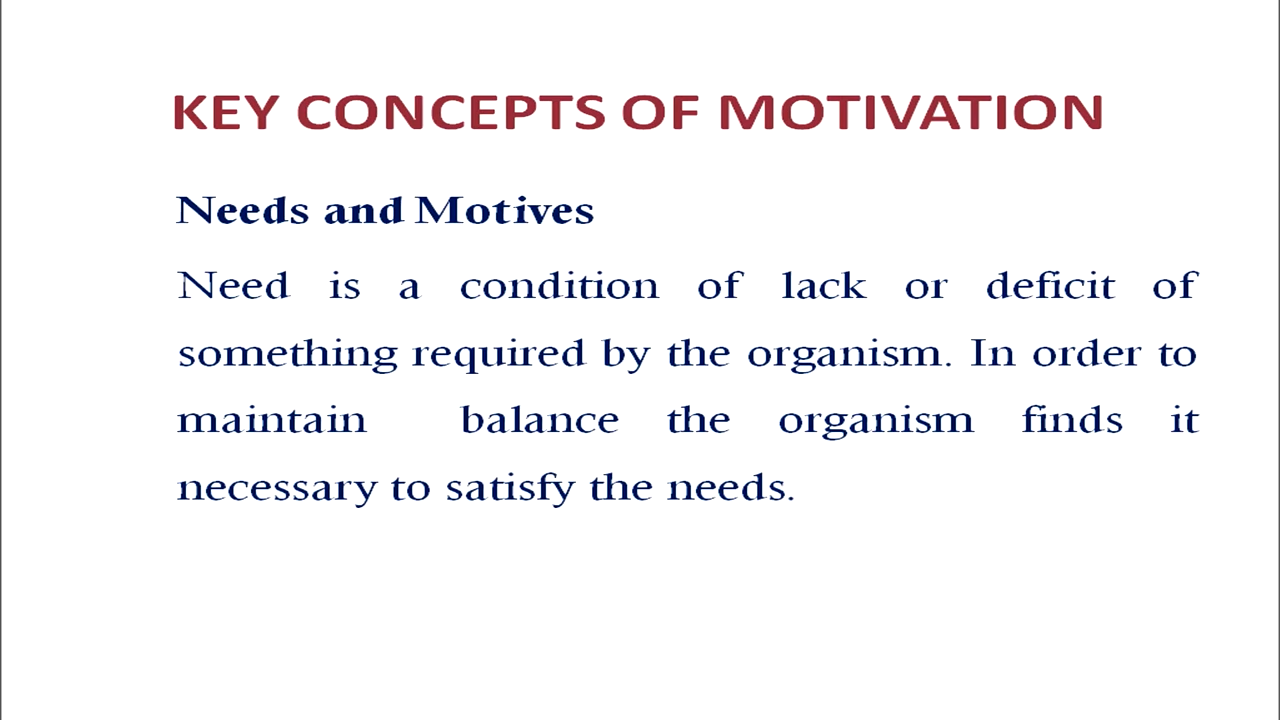 KEY CONCEPTS OF MOTIVATION
Needs and Motives
Need is a condition of lack or deficit of
something required by the organism. In order to
maintain balance the organism finds it
necessary to satisfy the needs.